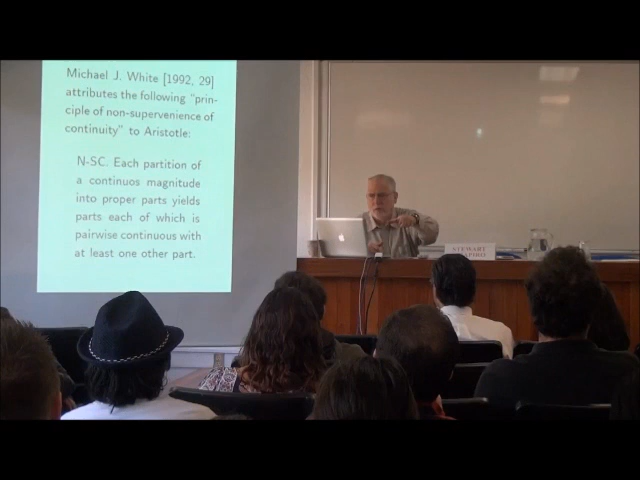 Michael J. White [1992, 29]
attributes the following "prin-
ciple of non-supervenience of
continuity" to Aristotle:
N-SC. Each partition of
a continuos magnitude
into proper parts yields
parts each of which is
pairwise continuous with
at least one other part.
STEWART